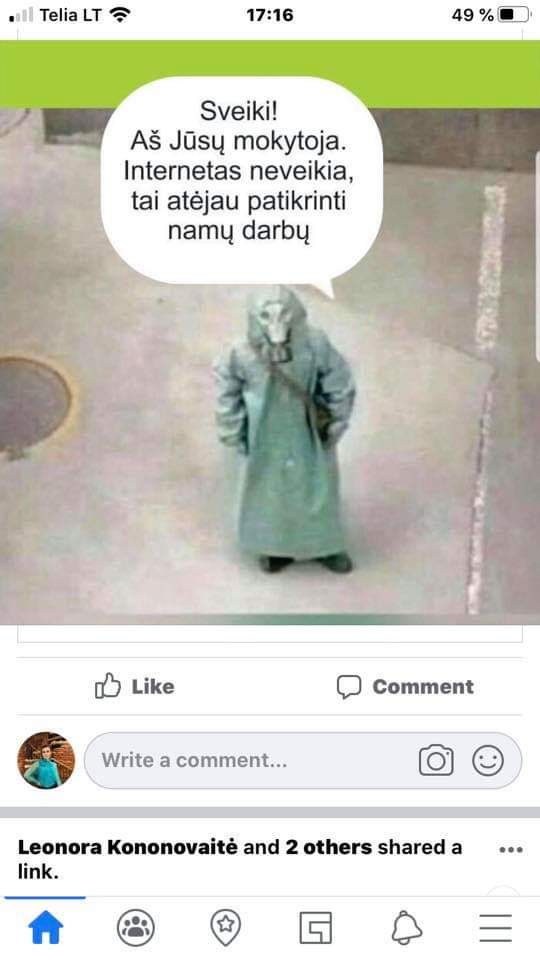 Telia LT
17:16
49 %
Sveiki!
Aš Jūsų mokytoja.
Internetas neveikia,
tai atėjau patikrinti
namų darbų
Like
Comment
Write a comment...
Leonora Kononovaitė and 2 others shared a
link.